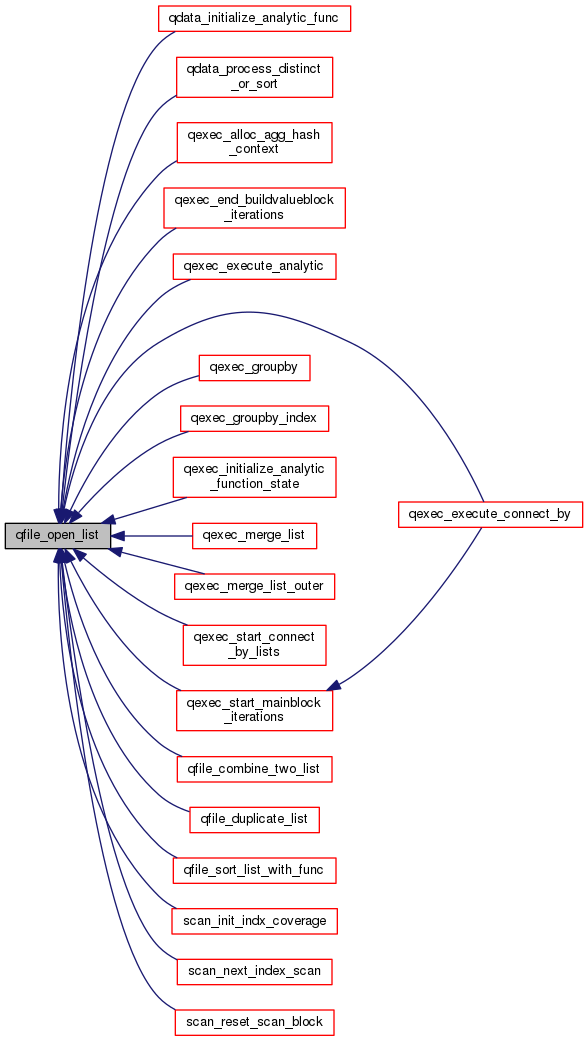 qdata_initialize_analytic_func
qdata_process_distinct
_or_sort
qexec_alloc_agg_hash
_context
qexec_end_buildvalueblock
_iterations
qexec_execute_analytic
qexec_groupby
qexec_groupby_index
qexec_initialize_analytic
_function_state
qexec_execute_connect_by
qfile_open_list
qexec_merge_list
qexec_merge_list_outer
qexec_start_connect
_by_lists
qexec_start_mainblock
_iterations
qfile_combine_two_list
qfile_duplicate_list
qfile_sort_list_with_func
scan_init_indx_coverage
scan_next_index_scan
scan_reset_scan_block